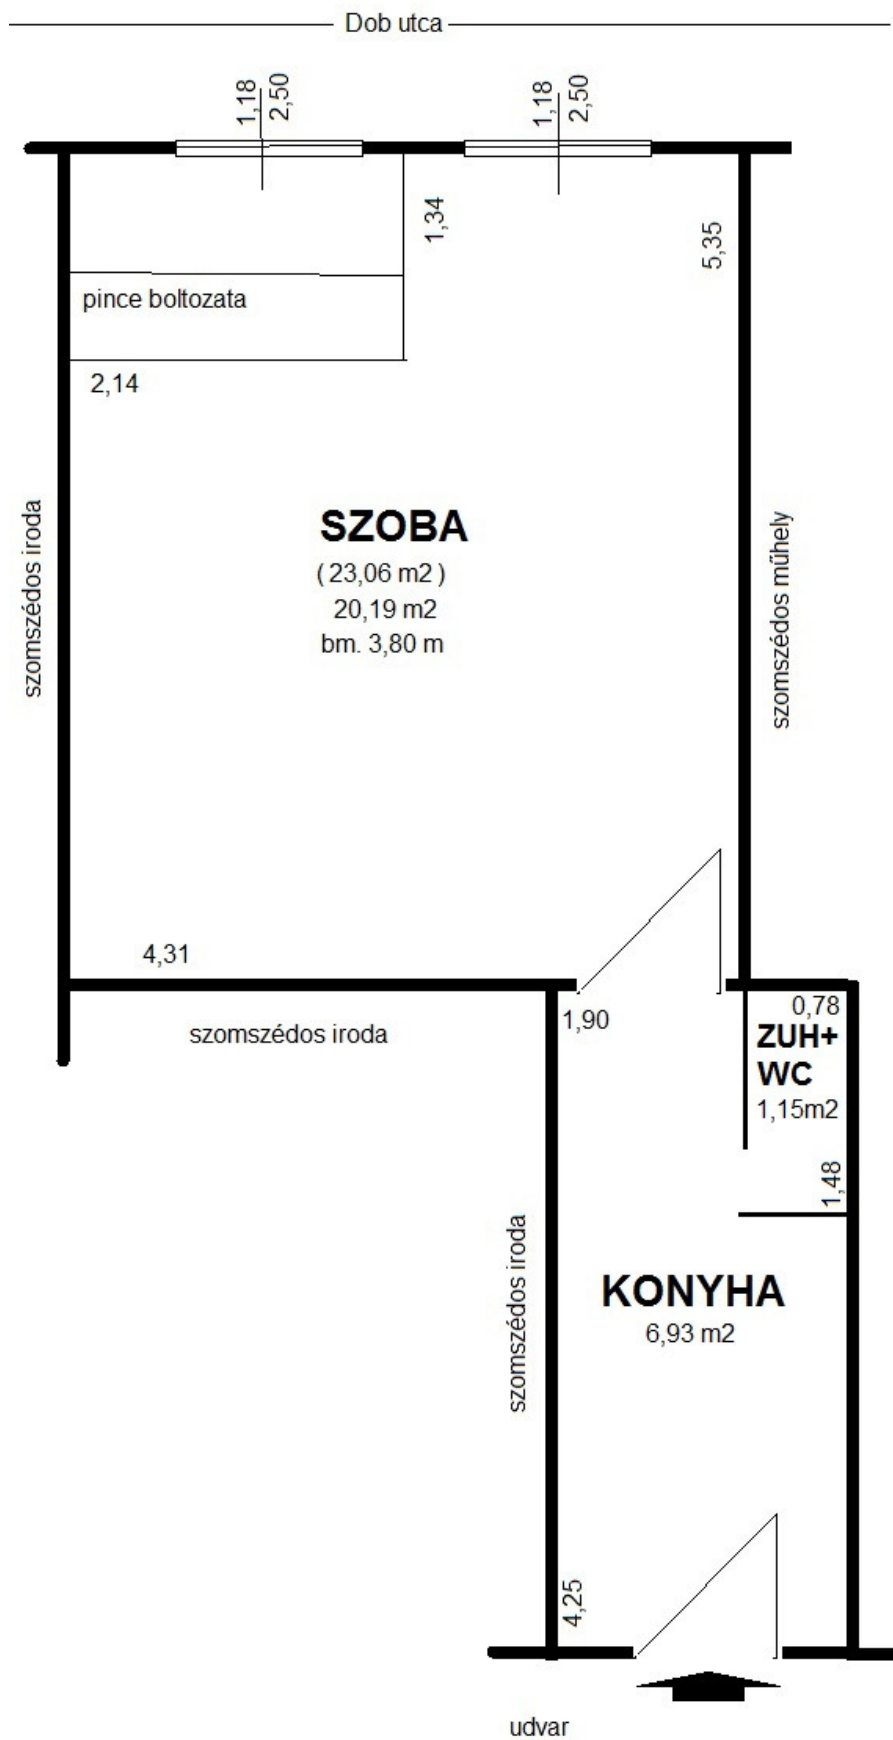 Dob utca
1,18
2,50
1,18
2,50
1,34
5,35
pince boltozata
2,14
szomszédos iroda
SZOBA
( 23,06 m2 )
20,19 m2
bm. 3,80 m
szomszédos műhely
4,31
szomszédos iroda
1,90
0,78
ZUH+
WC
1,15m2
1,48
szomszédos iroda
KONYHA
6,93 m2
4,25
udvar